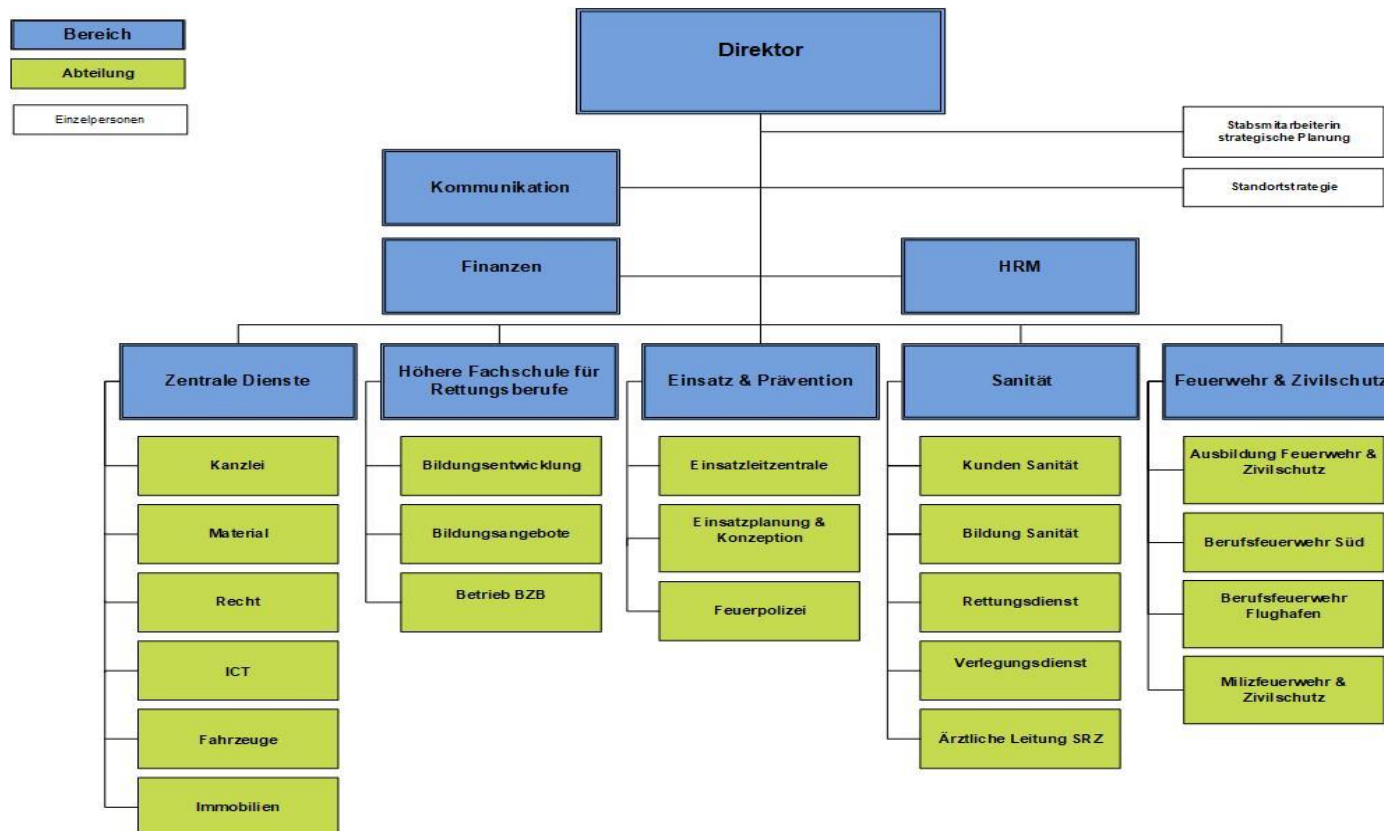 Bereich
Abteilung
Einzelpersonen
Direktor
Stabsmitarbeiterin
strategische Planung
Kommunikation
Standortstrategie
Finanzen
HRM
Zentrale Dienste
Höhere Fachschule für
Rettungsberufe
Einsatz & Prävention
Sanität
Feuerwehr & Zivilschutz
Kanzlei
Material
Recht
ICT
Fahrzeuge
Immobilien
Bildungsentwicklung
Bildungsangebote
Betrieb BZB
Einsatzleitzentrale
Einsatzplanung &
Konzeption
Feuerpolizei
Kunden Sanität
Bildung Sanität
Rettungsdienst
Verlegungsdienst
Ärztliche Leitung SRZ
Ausbildung Feuerwehr &
Zivilschutz
Berufsfeuerwehr Süd
Berufsfeuerwehr
Flughafen
Milizfeuerwehr &
Zivilschutz